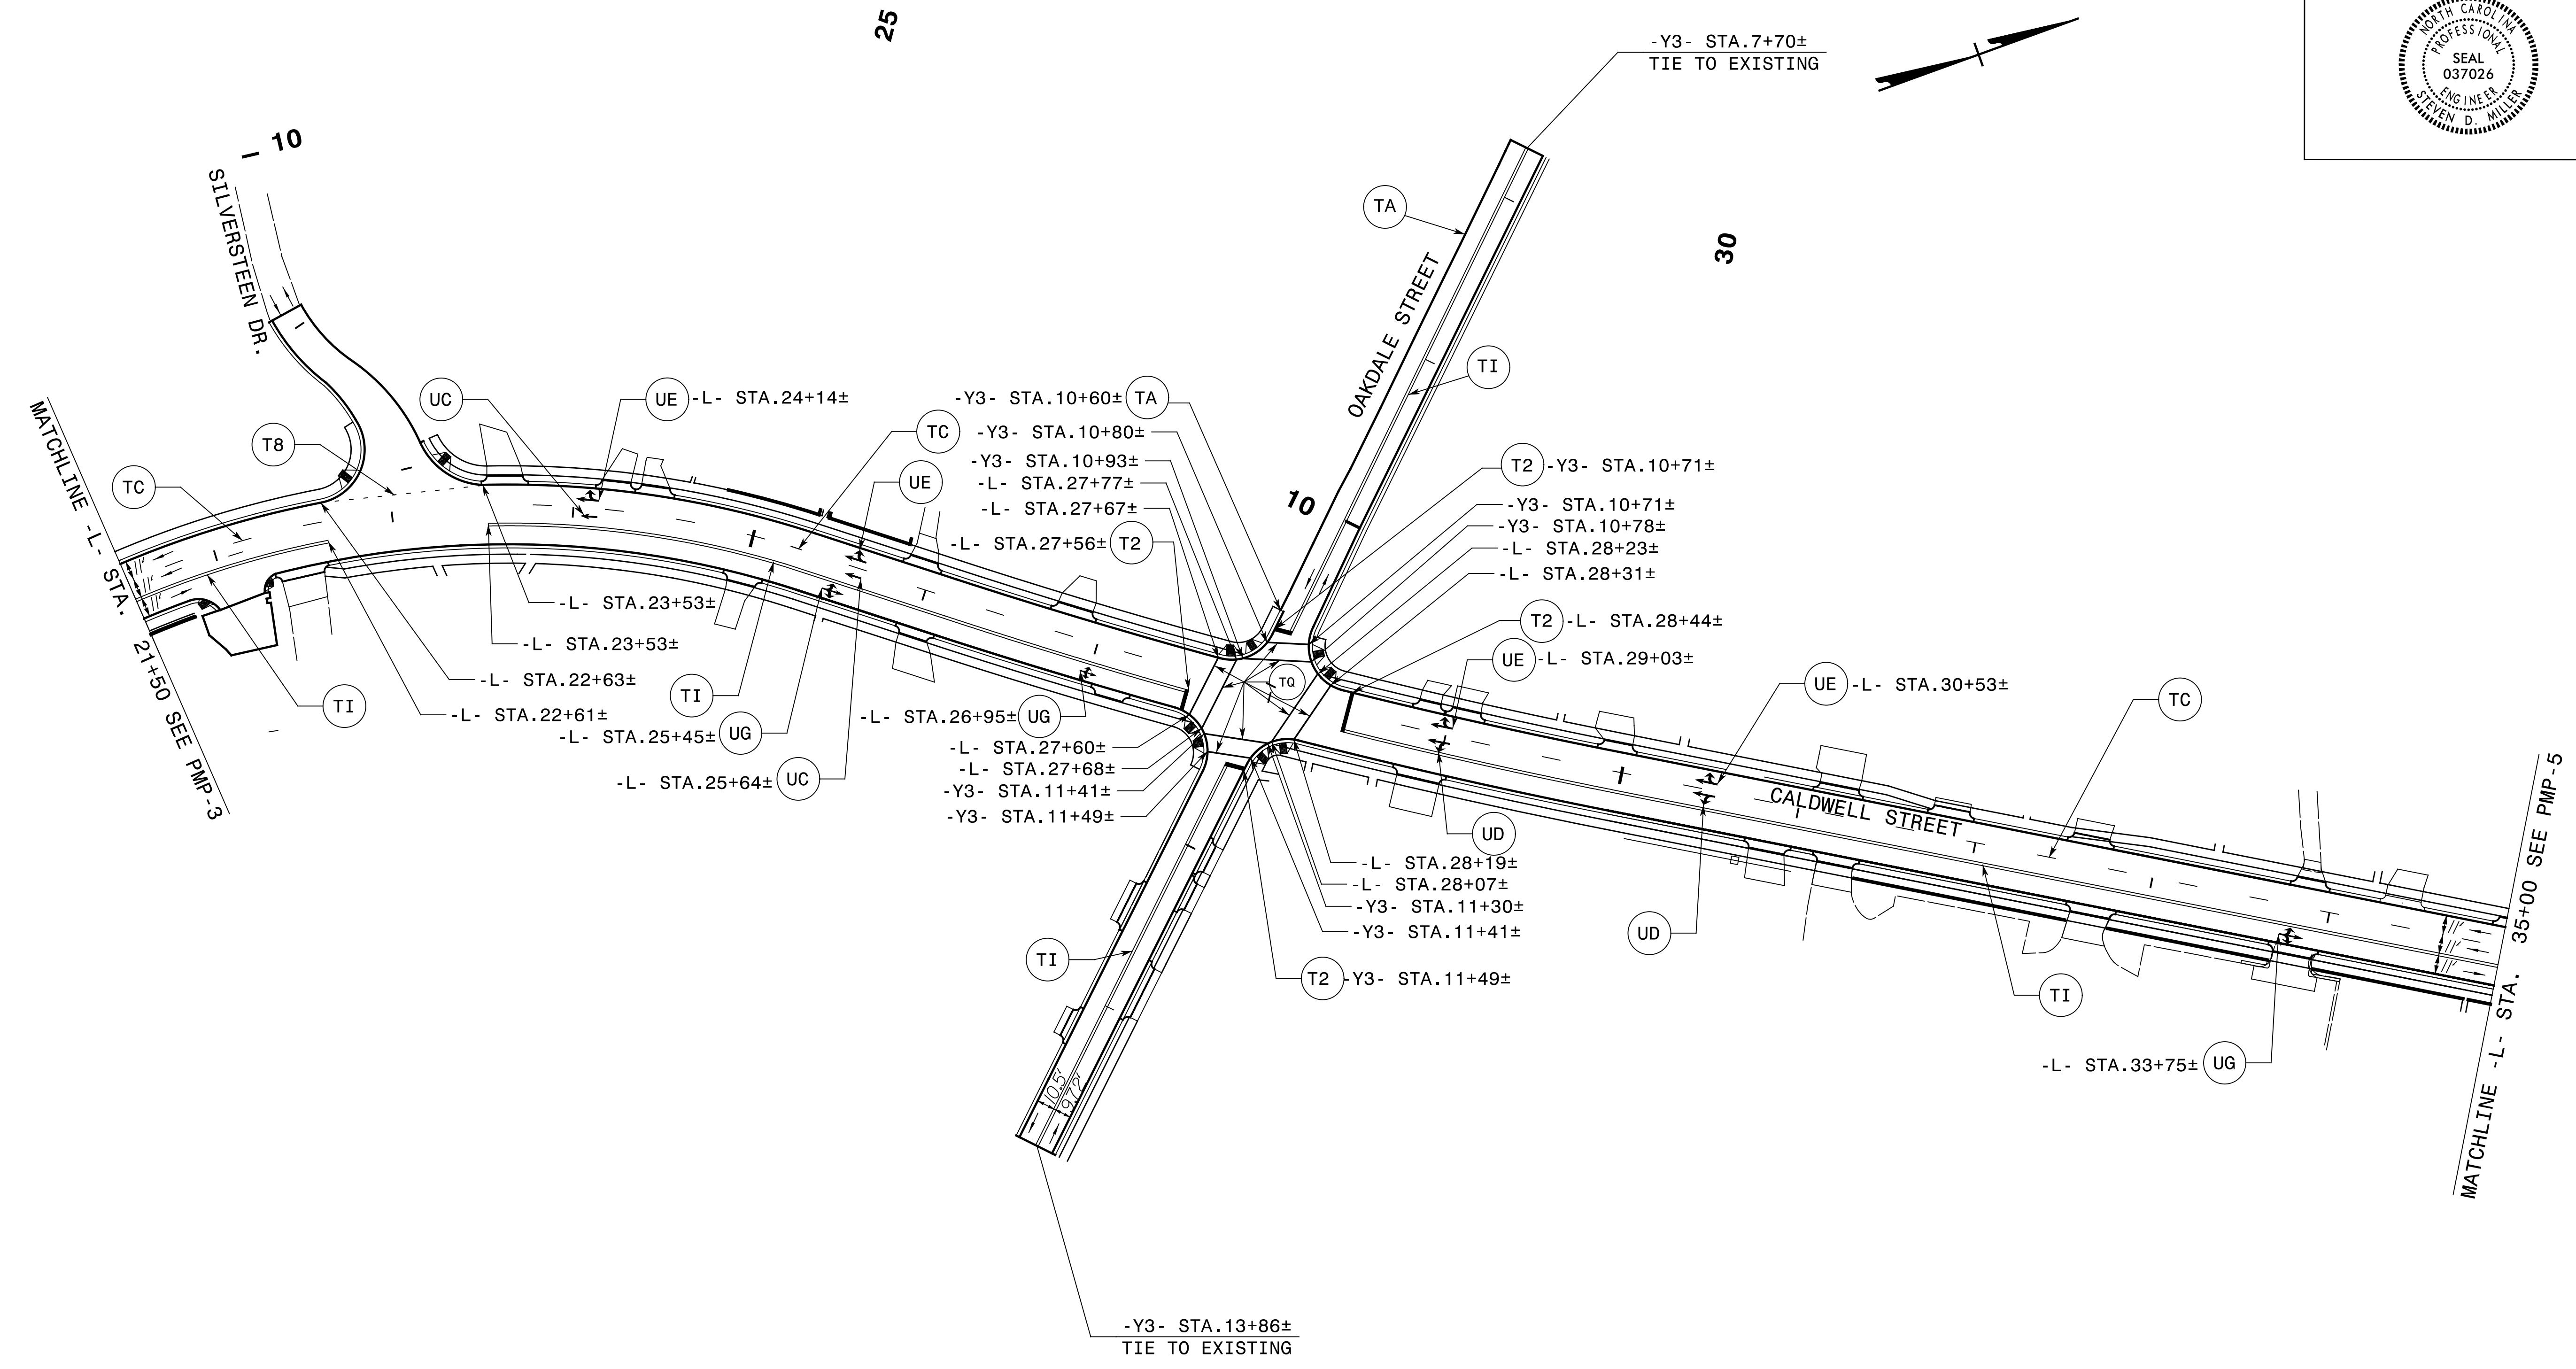 25
-Y3- STA.7+70±
TIE TO EXISTING
NORTH CAROLINA
PROFESSIONAL
SEAL
037026
ENGINEER
STEVEN D. MILLER
10
SILVERSTEEN DR.
TA
OAKDALE STREET
30
TI
UC
UE -L- STA.24+14±
-Y3- STA.10+60± TA
TC
-Y3- STA.10+80±
T8
-Y3- STA.10+93±
T2 -Y3- STA.10+71±
UE
-L- STA.27+77±
TC
10
-Y3- STA.10+71±
-L- STA.27+67±
-Y3- STA.10+78±
-L- STA.27+56± T2
-L- STA.28+23±
-L- STA.28+31±
MATCHLINE -L- STA. 21+50 SEE PMP-3
-L- STA.23+53±
T2 -L- STA.28+44±
-L- STA.23+53±
UE -L- STA.29+03±
-L- STA.22+63±
TQ
UE -L- STA.30+53±
TI
TI
TC
-L- STA.22+61±
-L- STA.26+95± UG
-L- STA.25+45± UG
-L- STA.27+60±
-L- STA.27+68±
-L- STA.25+64± UC
-Y3- STA.11+41±
-Y3- STA.11+49±
CALDWELL STREET
UD
-L- STA.28+19±
-L- STA.28+07±
-Y3- STA.11+30±
-Y3- STA.11+41±
UD
TI
T2 -Y3- STA.11+49±
TI
-L- STA.33+75± UG
MATCHLINE -L- STA. 35+00 SEE PMP-5
10.5'
9.72'
-Y3- STA.13+86±
TIE TO EXISTING